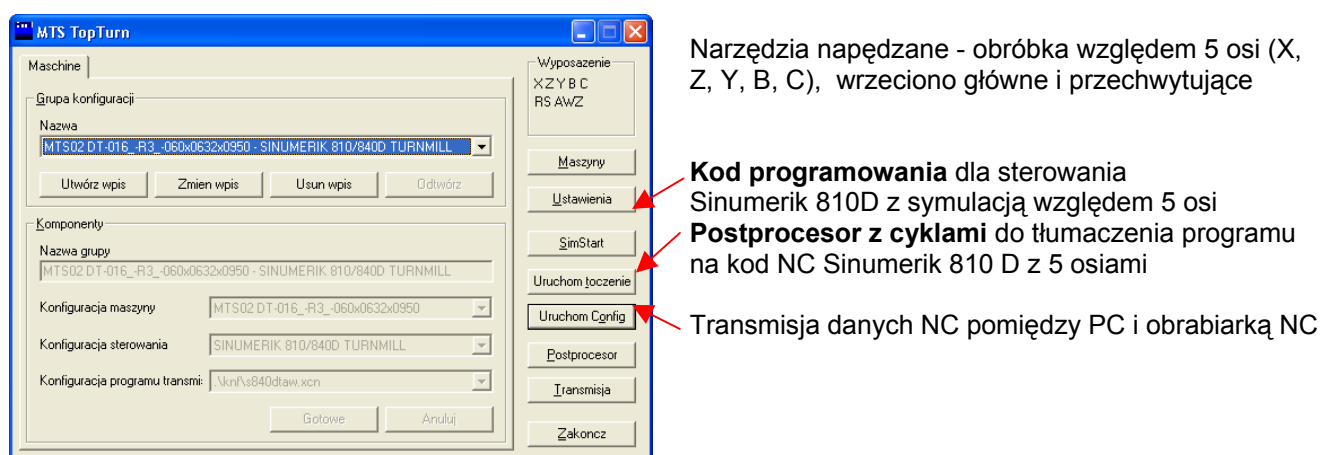 MTS TopTurn
Maschine
Grupa konfiguracji
Nazwa
MTS02 DT-016_-R3_-060x0632x0950 - SINUMERIK 810/840D TURNMILL
Utwórz wpis
Zmien wpis
Usun wpis
Odtwórz
Komponenty
Nazwa grupy
MTS02 DT-016_-R3_-060x0632x0950 - SINUMERIK 810/840D TURNMILL
Konfiguracja maszyny
MTS02 DT-016_-R3_-060x0632x0950
Konfiguracja sterowania
SINUMERIK 810/840D TURNMILL
Konfiguracja programu transmi:
.\knf\s840dtaw.xcn
Gotowe
Anuluj
Wyposazenie
X Z Y B C
RS AWZ
Maszyny
Ustawienia
SimStart
Uruchom toczenie
Uruchom Config
Postprocesor
Transmisja
Zakoncz
Narzędzia napędzane - obróbka względem 5 osi (X,
Z, Y, B, C), wrzeciono główne i przechwytujące
Kod programowania dla sterowania
Sinumerik 810D z symulacją względem 5 osi
Postprocesor z cyklami do tłumaczenia programu
na kod NC Sinumerik 810 D z 5 osiami
Transmisja danych NC pomiędzy PC i obrabiarką NC